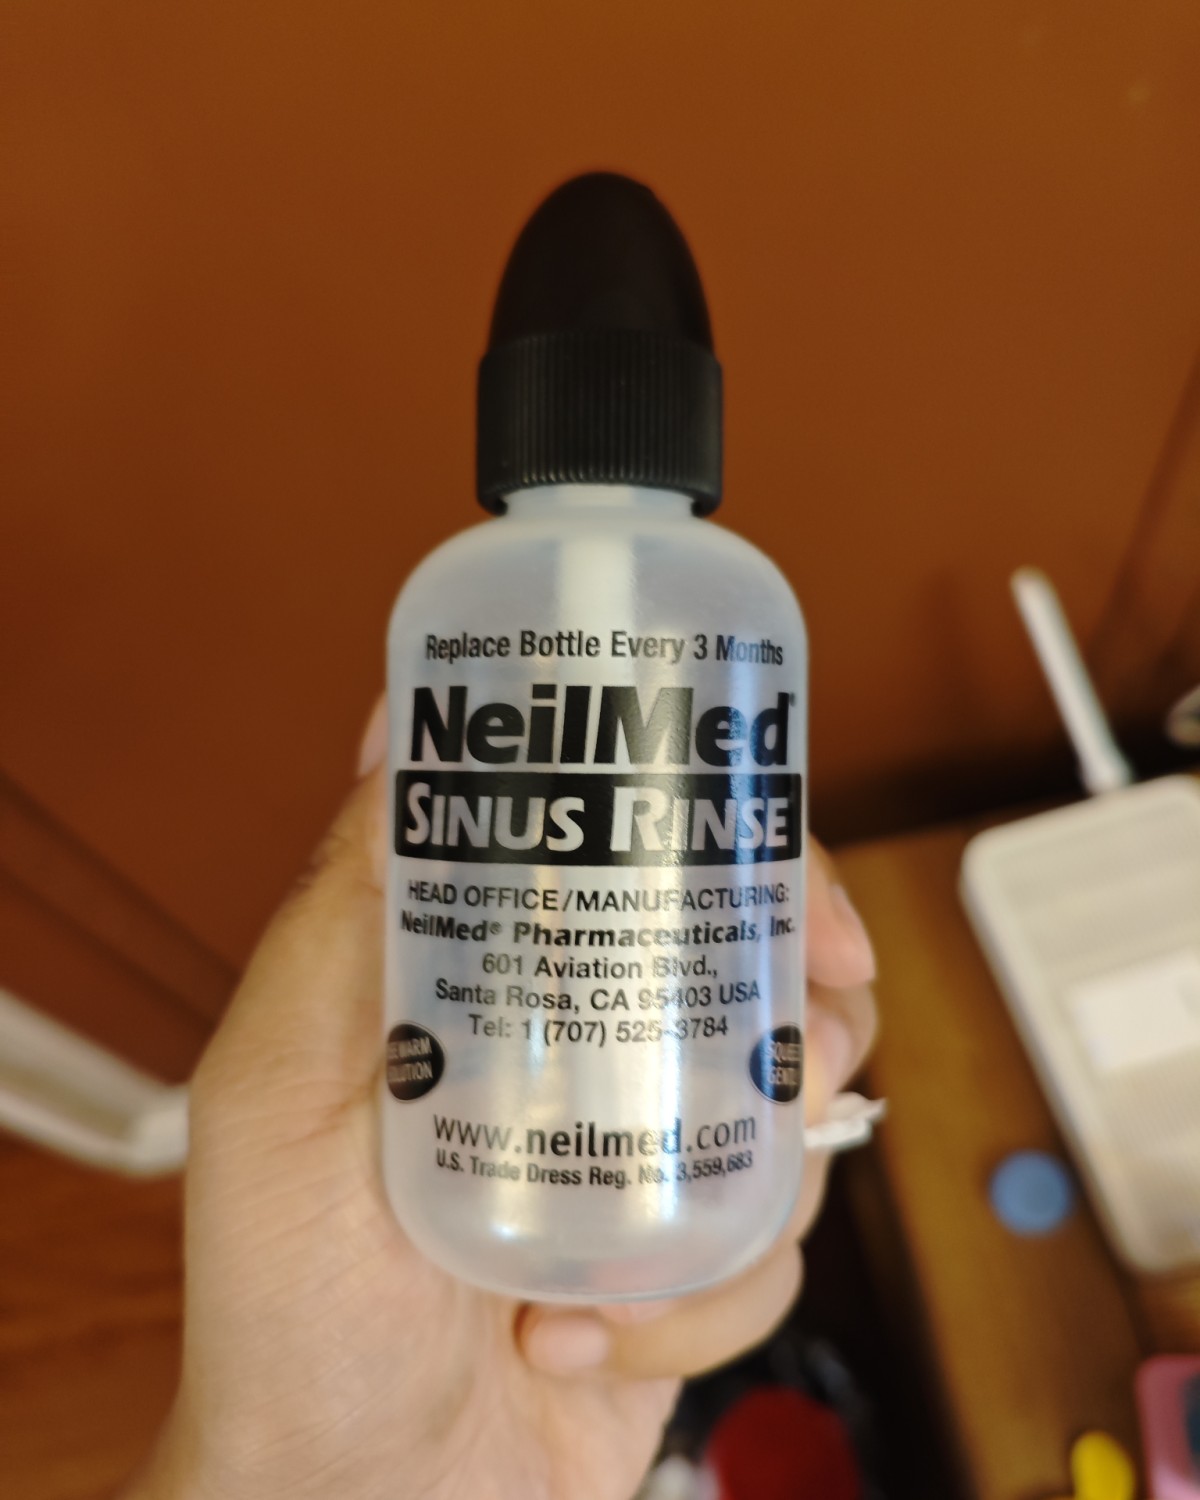 Replace Bottle Every 3 Months
NeilMed®
SINUS RINSE
HEAD OFFICE/MANUFACTURING:
NeilMed® Pharmaceuticals, Inc.
601 Aviation Blvd.,
Santa Rosa, CA 95403 USA
Tel: 1 (707) 525-3784
WARM
www.neilmed.com
U.S. Trade Dress Reg. No. 3,559,683